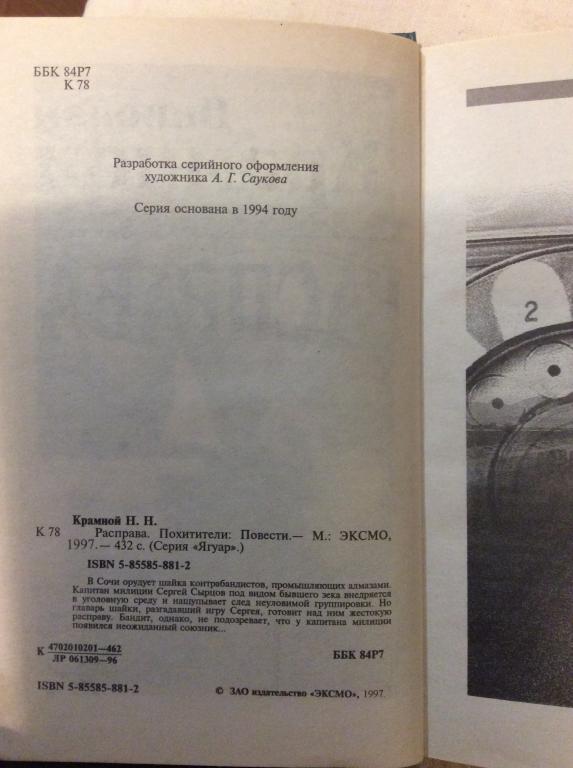 ББК 84Р7
К 78
Разработка серийного оформления
художника А. Г. Саукова
Серия основана в 1994 году
Крамной Н. Н.
К 78 Расправа. Похитители: Повести.— М.: ЭКСМО,
1997.— 432 с. (Серия «Ягуар».)
ISBN 5-85585-881-2
В Сочи орудует шайка контрабандистов, промышляющих алмазами.
Капитан милиции Сергей Сырцов под видом бывшего зека внедряется
в уголовную среду и нащупывает след неуловимой группировки. Но
главарь шайки, разгадавший игру Сергея, готовит над ним жестокую
расправу. Бандит, однако, не подозревает, что у капитана милиции
появился неожиданный союзник...
К 4702010201—462
ЛР 061309—96
ББК 84Р7
ISBN 5-85585-881-2
© ЗАО издательство «ЭКСМО», 1997.
2